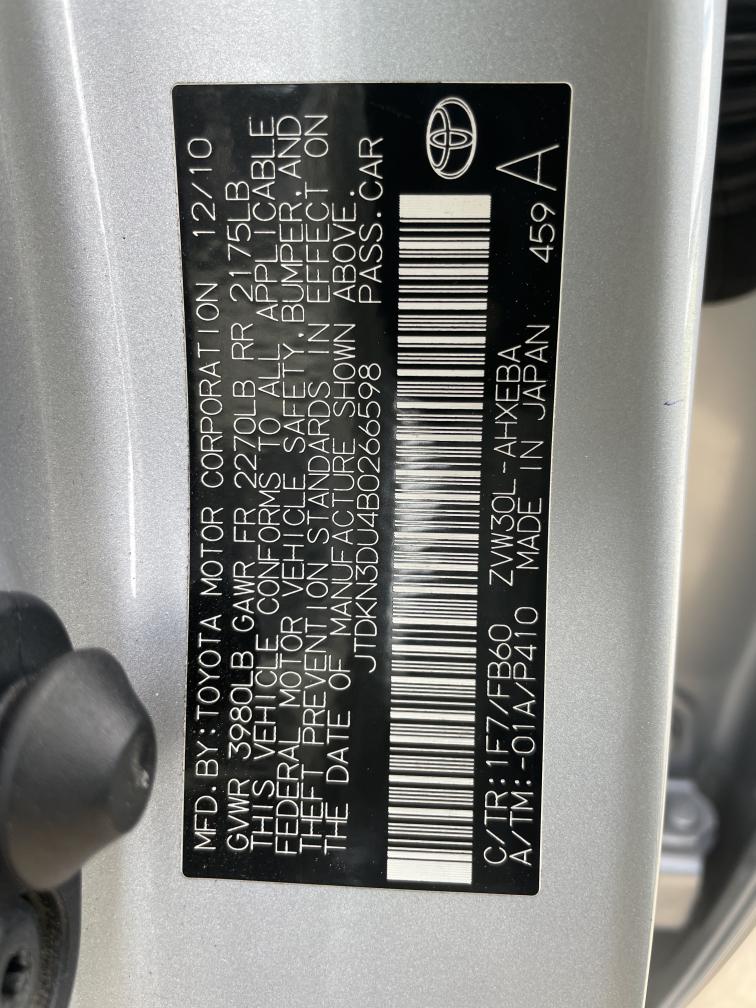 MFD. BY: TOYOTA MOTOR CORPORATION 12/10
GVWR 3980LB GAWR FR 2270LB RR 2175LB
THIS VEHICLE CONFORMS TO ALL APPLICABLE
FEDERAL MOTOR VEHICLE SAFETY, BUMPER, AND
THEFT PREVENTION STANDARDS IN EFFECT ON
THE DATE OF MANUFACTURE SHOWN ABOVE.
JTDKN3DU4B0266598 PASS. CAR
C/TR: 1F7/FB60 ZVW30L-AHXEBA
A/TM: -01A/P410 MADE IN JAPAN 459 A